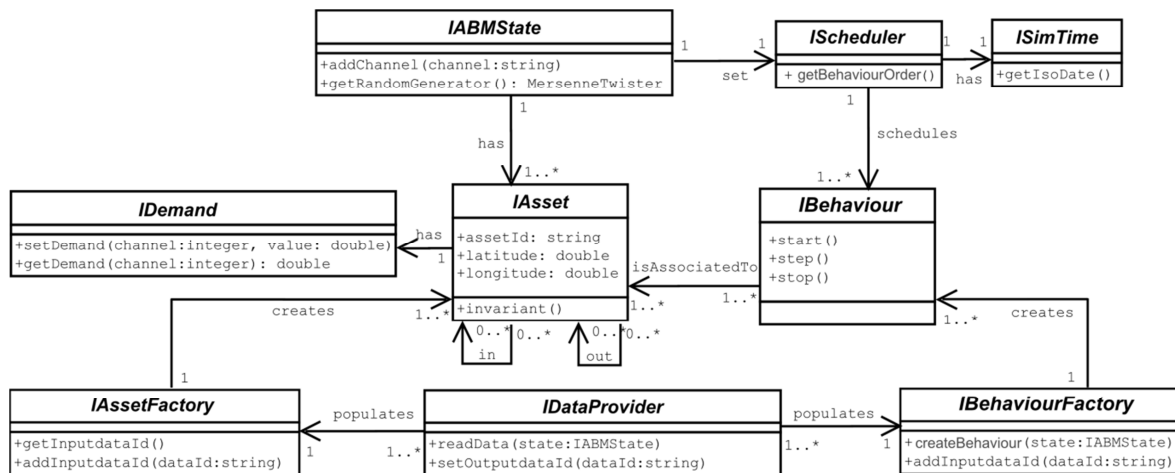 IABMState
+addChannel(channel:string)
+getRandomGenerator(): MersenneTwister
1
1
set
IScheduler
+ getBehaviourOrder()
1
1
has
ISimTime
+getIsoDate()
1
has
1..*
1
schedules
1..*
IDemand
+setDemand(channel:integer, value: double)
+getDemand(channel:integer): double
has
1
IAsset
+assetId: string
+latitude: double
+longitude: double
+invariant()
isAssociatedTo
1..*
1..*
IBehaviour
+start()
+step()
+stop()
creates
1..*
1
0..*
0..*
in
0..*
0..*
out
1..*
creates
1
IAssetFactory
+getInputdataId()
+addInputdataId(dataId:string)
populates
1
1..*
IDataProvider
+readData(state:IABMState)
+setOutputdataId(dataId:string)
populates
1..*
1
IBehaviourFactory
+createBehaviour(state:IABMState)
+addInputdataId(dataId:string)